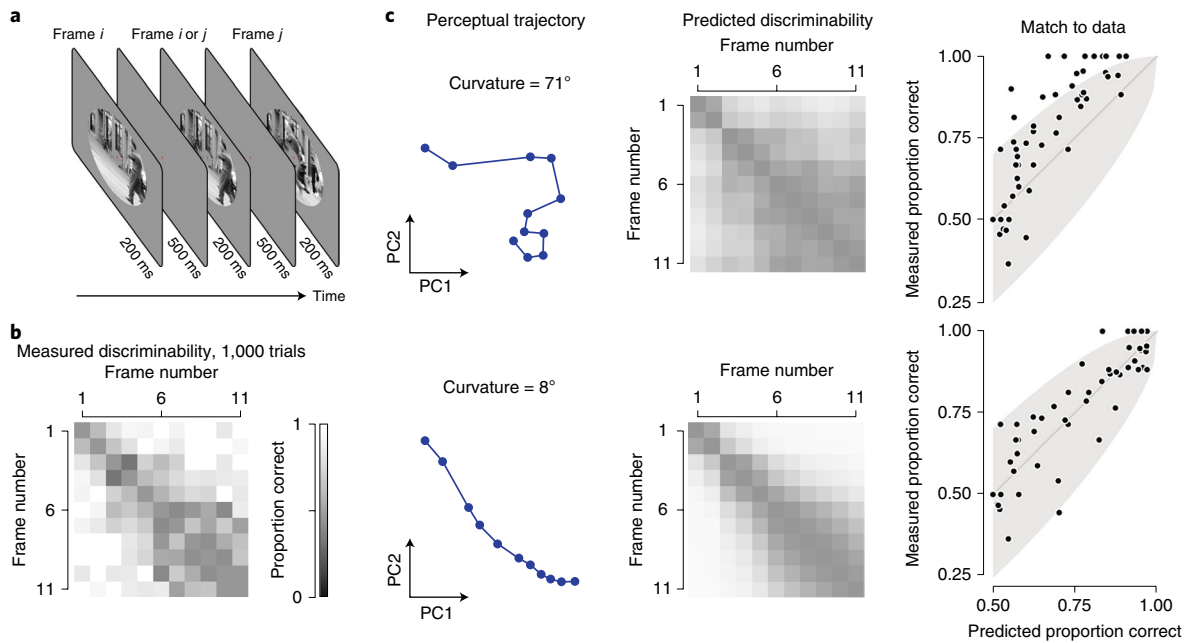 a
Frame i
Frame i or j
Frame j
200 ms
500 ms
200 ms
500 ms
200 ms
Time
b
Measured discriminability, 1,000 trials
Frame number
1
6
11
Frame number
1
6
11
Proportion correct
1
0
c
Perceptual trajectory
Curvature = 71°
PC2
PC1
Curvature = 8°
PC2
PC1
Predicted discriminability
Frame number
1
6
11
Frame number
1
6
11
Frame number
1
6
11
Frame number
1
6
11
Match to data
Measured proportion correct
1.00
0.75
0.50
0.25
Measured proportion correct
1.00
0.75
0.50
0.25
0.50
0.75
1.00
Predicted proportion correct